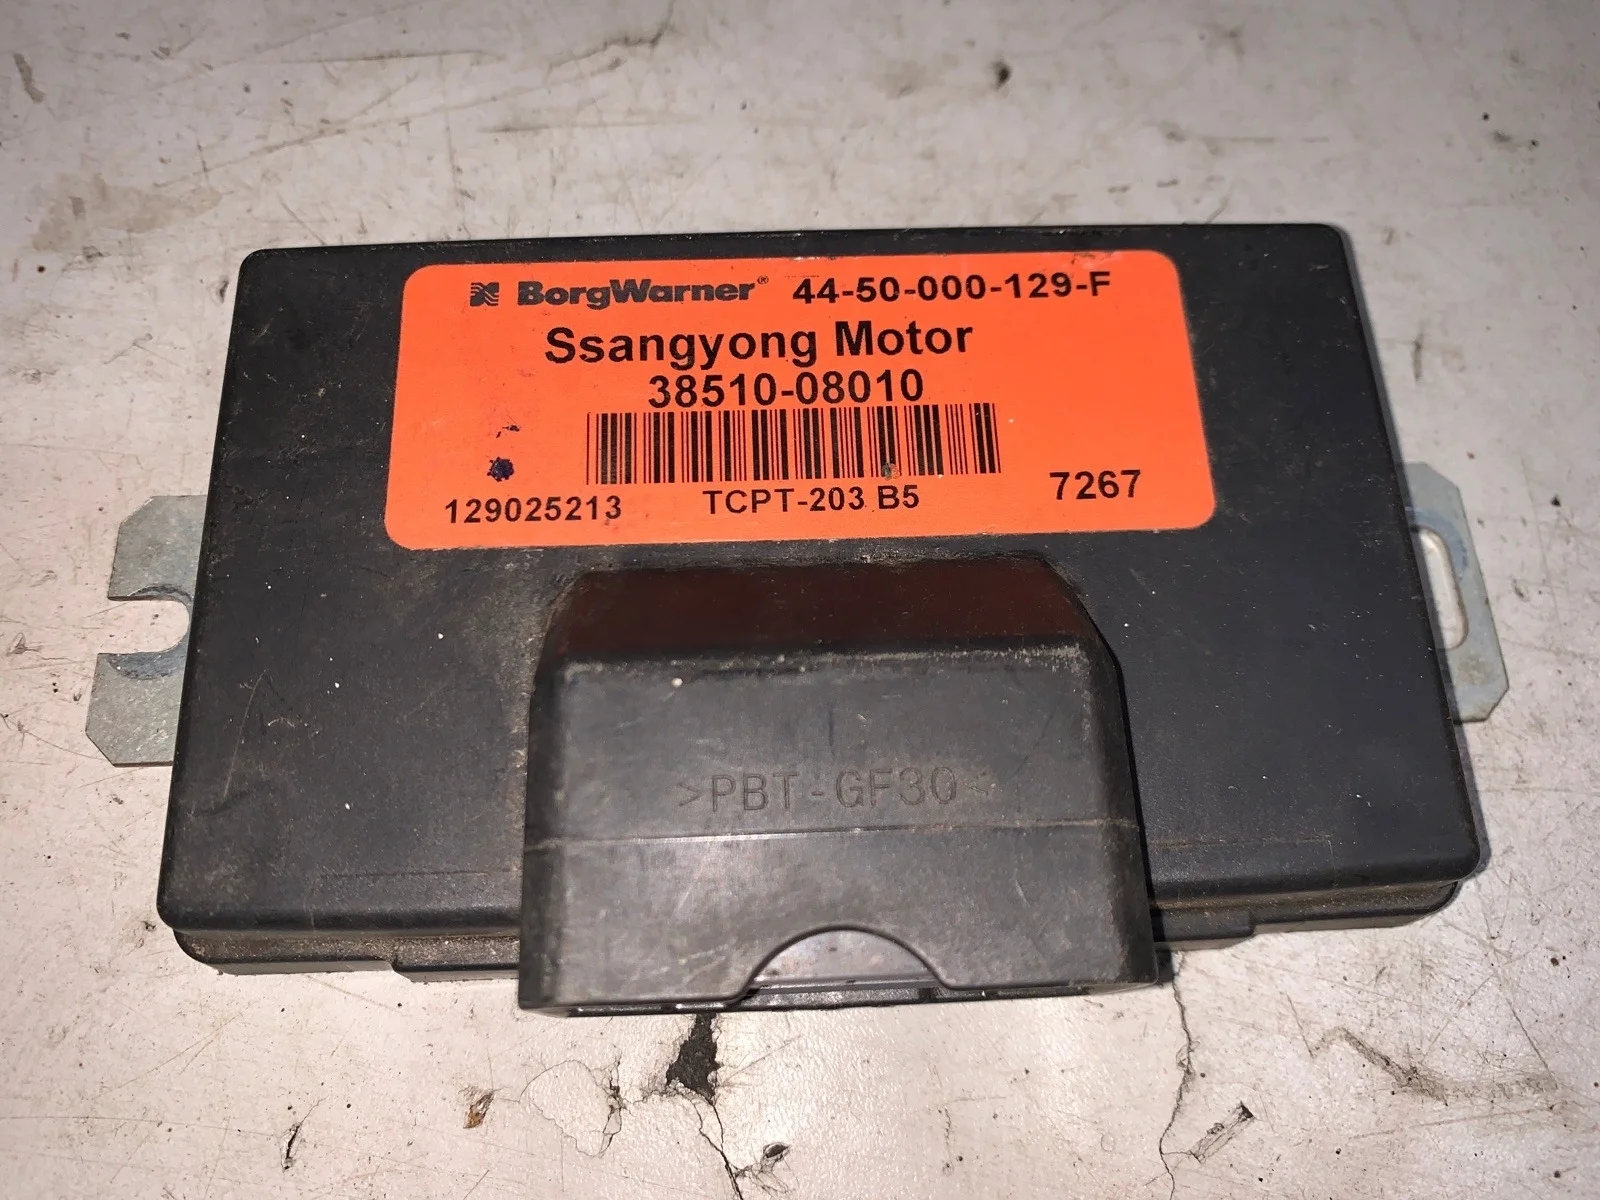 BorgWarner® 44-50-000-129-F
Ssangyong Motor
38510-08010
129025213 TCPT-203 B5 7267
>PBT-GF30<